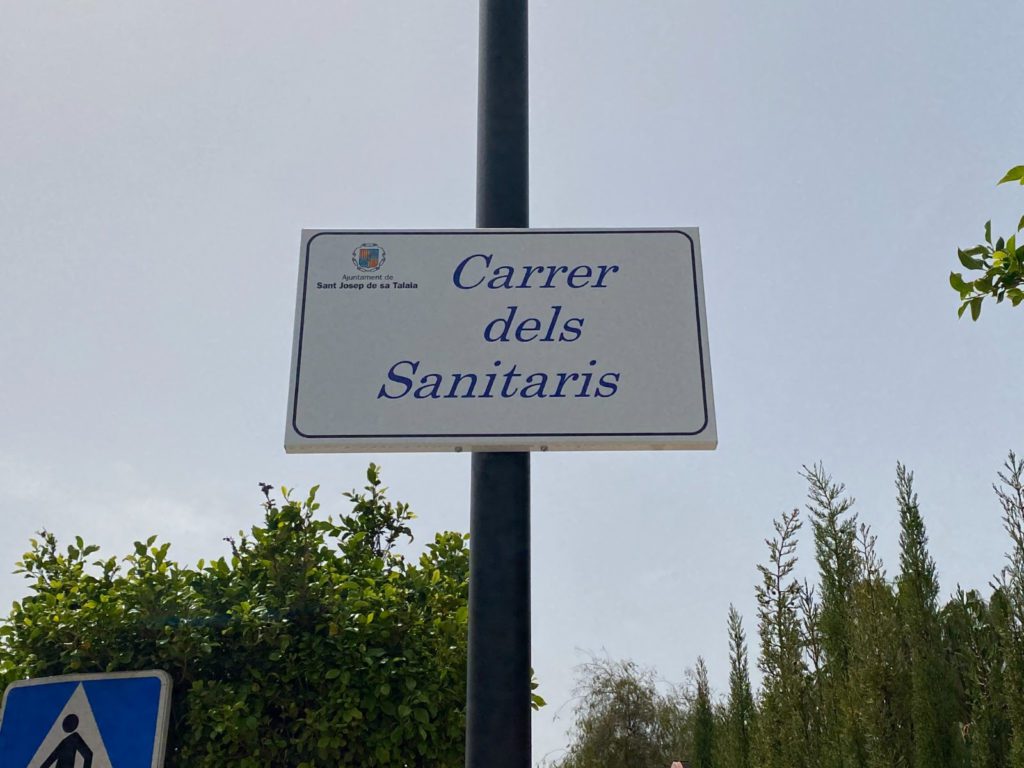 Ajuntament de
Sant Josep de sa Talaia
Carrer
dels
Sanitaris